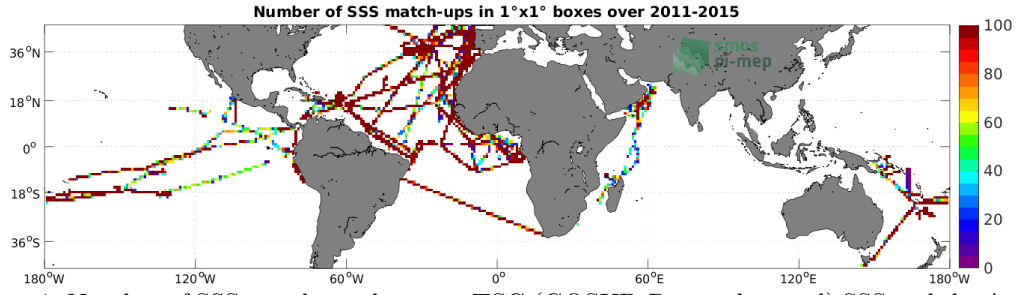 Number of SSS match-ups in 1°x1° boxes over 2011-2015
smos
pi-mep
36°N
18°N
0°
18°S
36°S
180°W
120°W
60°W
0°
60°E
120°E
180°W
100
80
60
40
20
0